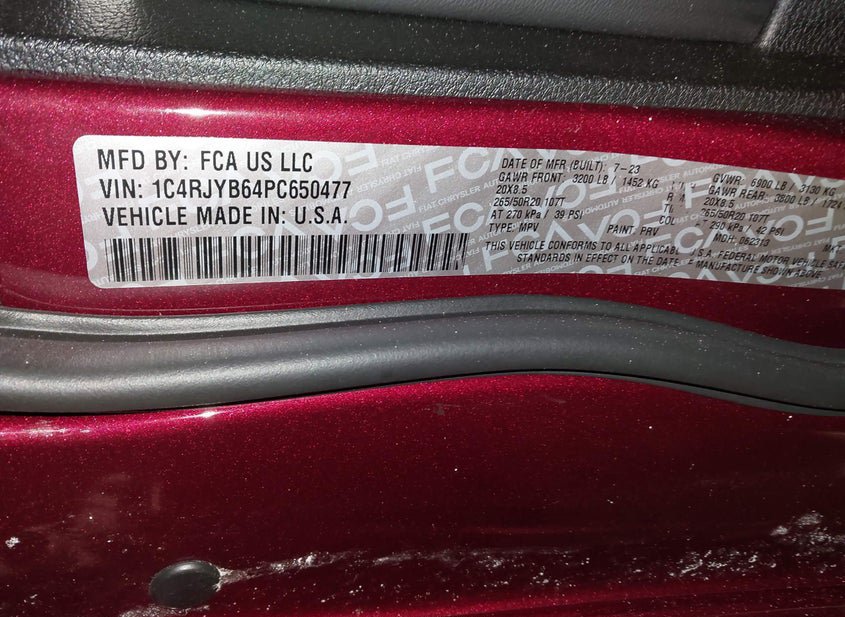 MFD BY: FCA US LLC
VIN: 1C4RJYB64PC650477
VEHICLE MADE IN: U.S.A.
DATE OF MFR (BUILT): 7-23
GAWR FRONT: 3200 LB / 1452 KG
20X8.5
265/50R20 107T
AT 270 kPa / 39 PSI
TYPE: MPV
PAINT: PRV
GVWR: 6900 LB / 3130 KG
GAWR REAR: 3800 LB / 1724
20X8.5
265/50R20 107T
290 kPa / 42 PSI
MDH: 062313
THIS VEHICLE CONFORMS TO ALL APPLICABLE U.S.A. FEDERAL MOTOR VEHICLE
STANDARDS IN EFFECT ON THE DATE OF MANUFACTURE SHOWN ABOVE.